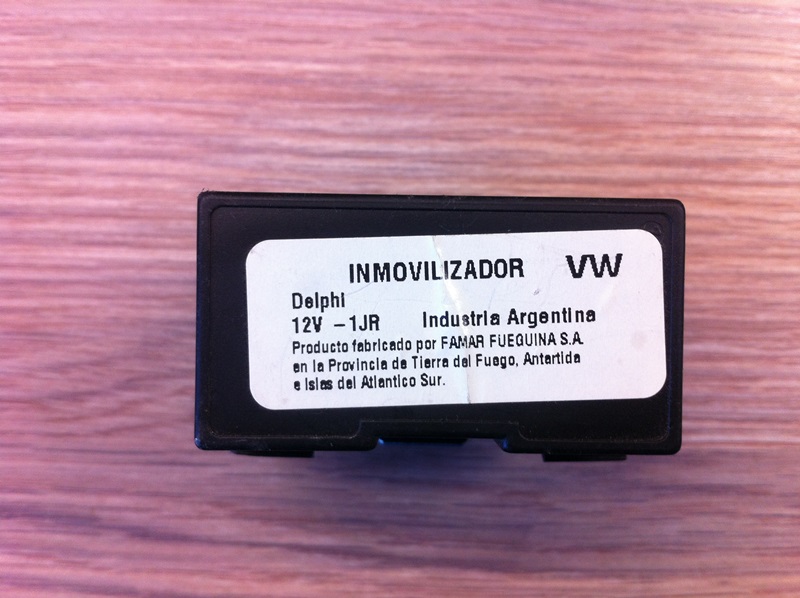 INMOVILIZADOR VW
Delphi
12V -1JR Industria Argentina
Producto fabricado por FAMAR FUEGUINA S.A.
en la Provincia de Tierra del Fuego, Antartida
e Islas del Atlantico Sur.